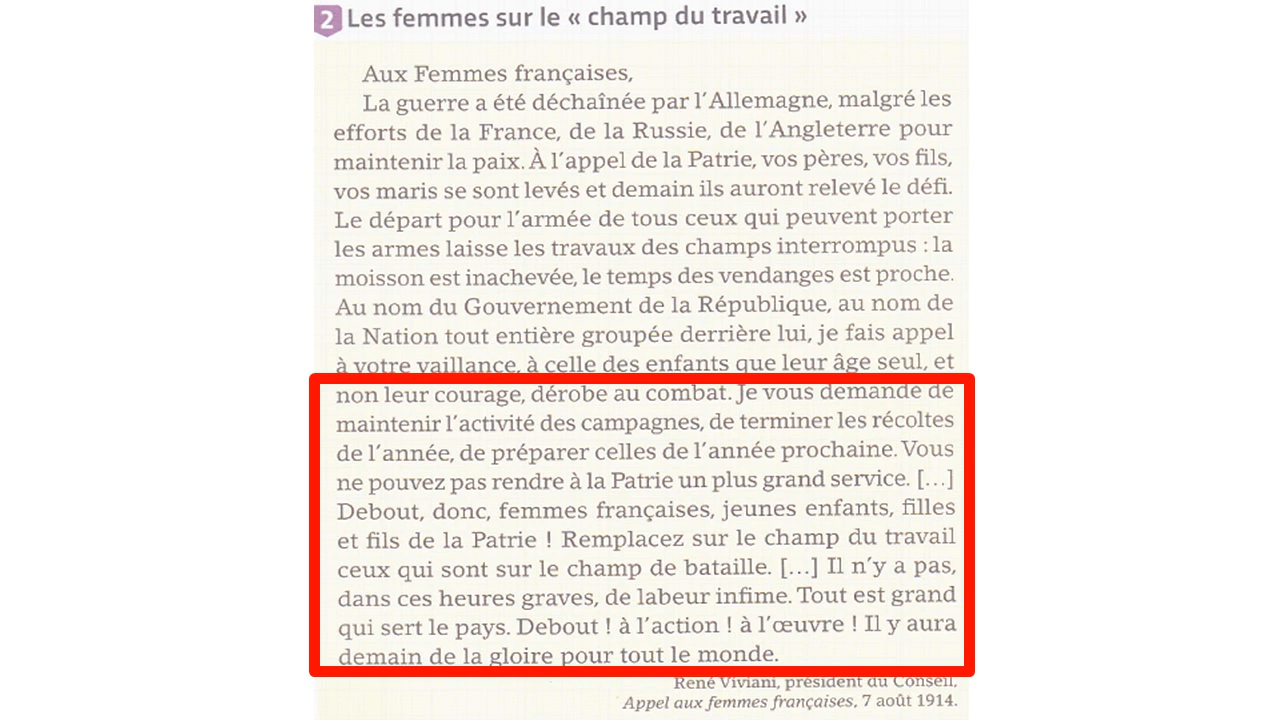 2 Les femmes sur le « champ du travail »
Aux Femmes françaises,
La guerre a été déchaînée par l'Allemagne, malgré les
efforts de la France, de la Russie, de l'Angleterre pour
maintenir la paix. À l'appel de la Patrie, vos pères, vos fils,
vos maris se sont levés et demain ils auront relevé le défi.
Le départ pour l'armée de tous ceux qui peuvent porter
les armes laisse les travaux des champs interrompus : la
moisson est inachevée, le temps des vendanges est proche.
Au nom du Gouvernement de la République, au nom de
la Nation tout entière groupée derrière lui, je fais appel
à votre vaillance, à celle des enfants que leur âge seul, et
non leur courage, dérobe au combat. Je vous demande de
maintenir l'activité des campagnes, de terminer les récoltes
de l'année, de préparer celles de l'année prochaine. Vous
ne pouvez pas rendre à la Patrie un plus grand service. [...]
Debout, donc, femmes françaises, jeunes enfants, filles
et fils de la Patrie ! Remplacez sur le champ du travail
ceux qui sont sur le champ de bataille. [...] Il n'y a pas,
dans ces heures graves, de labeur infime. Tout est grand
qui sert le pays. Debout ! à l'action ! à l'œuvre ! Il y aura
demain de la gloire pour tout le monde.
René Viviani, président du Conseil,
Appel aux femmes françaises, 7 août 1914.